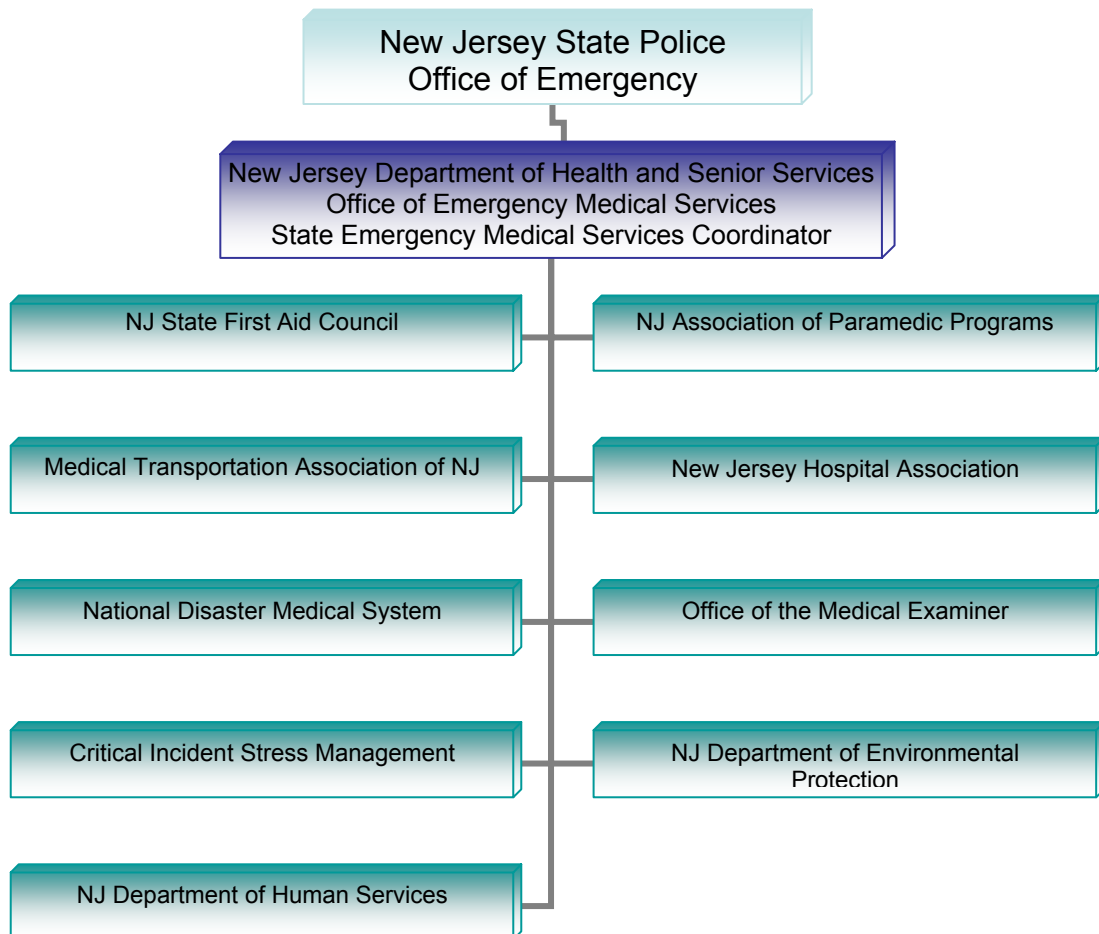 New Jersey State Police
Office of Emergency
New Jersey Department of Health and Senior Services
Office of Emergency Medical Services
State Emergency Medical Services Coordinator
NJ State First Aid Council
NJ Association of Paramedic Programs
Medical Transportation Association of NJ
New Jersey Hospital Association
National Disaster Medical System
Office of the Medical Examiner
Critical Incident Stress Management
NJ Department of Environmental
Protection
NJ Department of Human Services